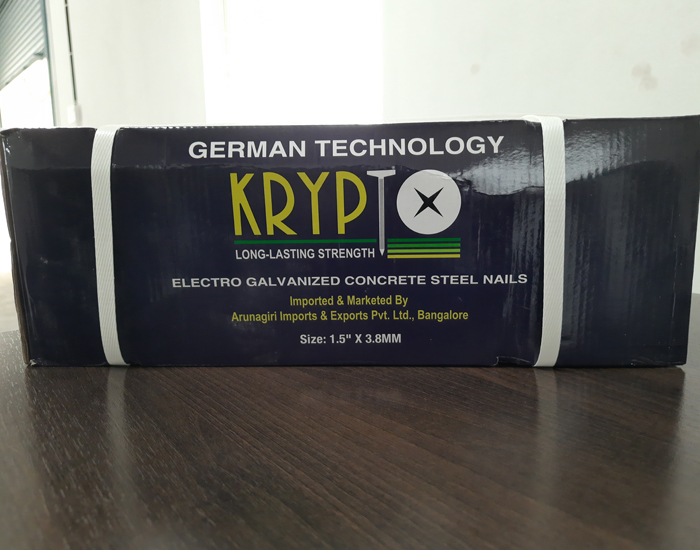 GERMAN TECHNOLOGY
KRYPTO
LONG-LASTING STRENGTH
ELECTRO GALVANIZED CONCRETE STEEL NAILS
Imported & Marketed By
Arunagiri Imports & Exports Pvt. Ltd., Bangalore
Size: 1.5" X 3.8MM